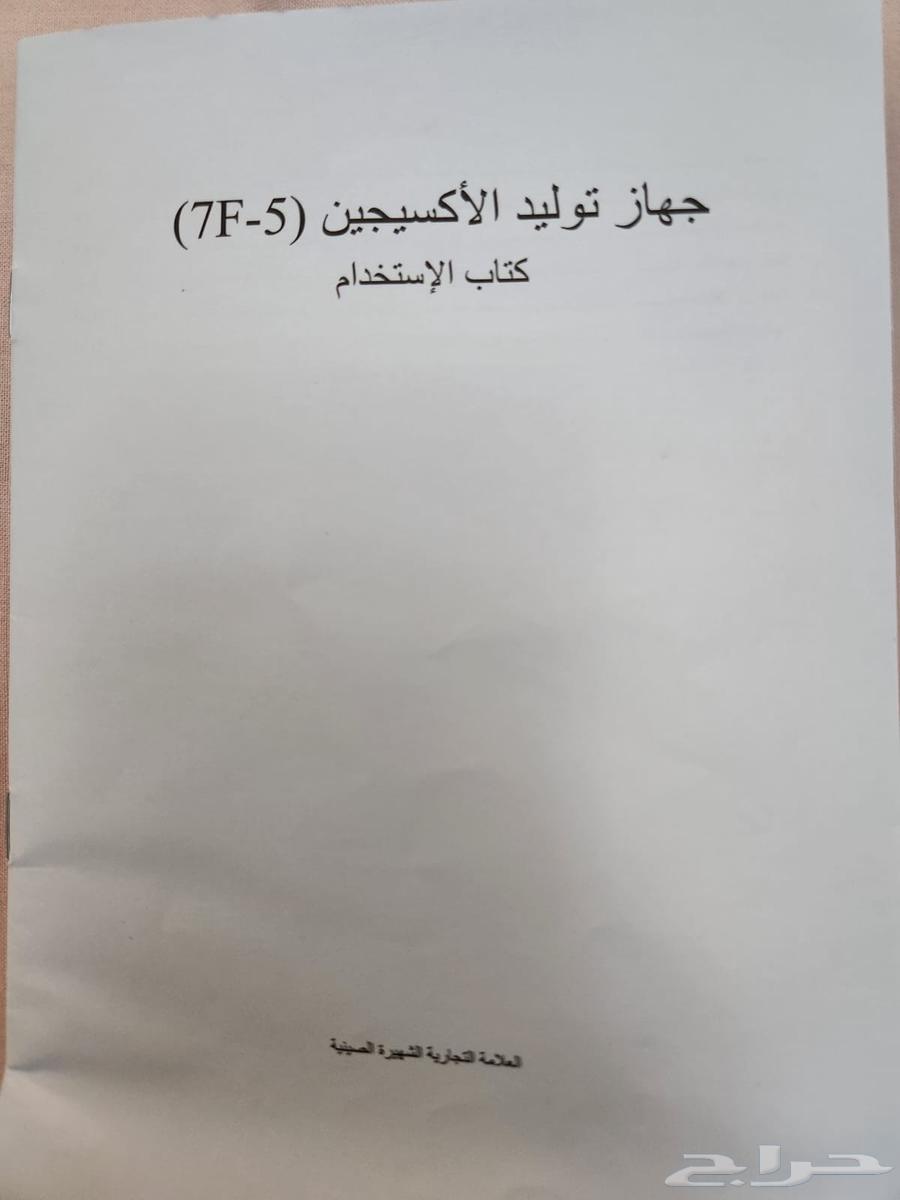 جهاز توليد الأكسيجين (7F-5)
كتاب الإستخدام
العلامة التجارية الشهيرة الصينية
حراج